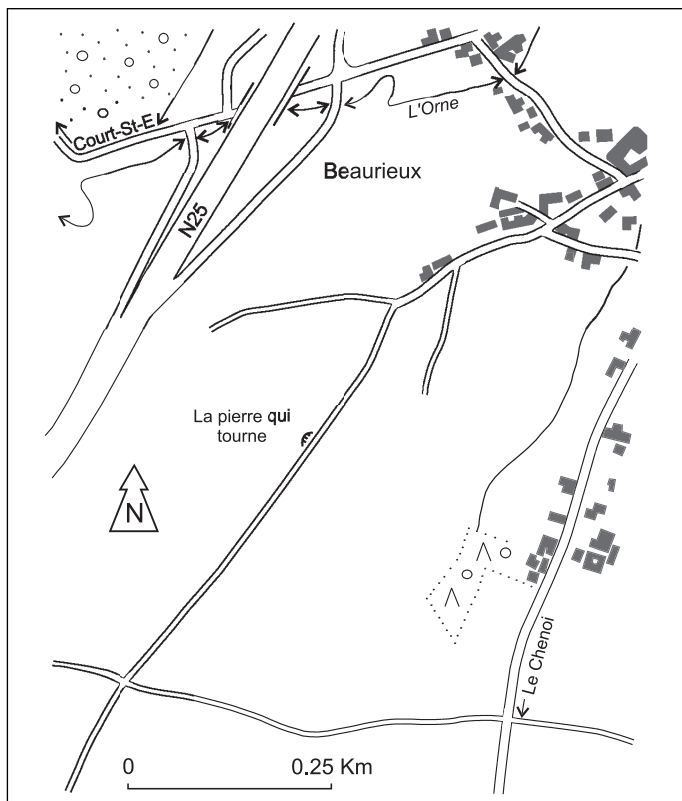 Court-St-E
L'Orne
Beaurieux
N25
La pierre qui
tourne
N
Le Chenoi
0
0.25 Km